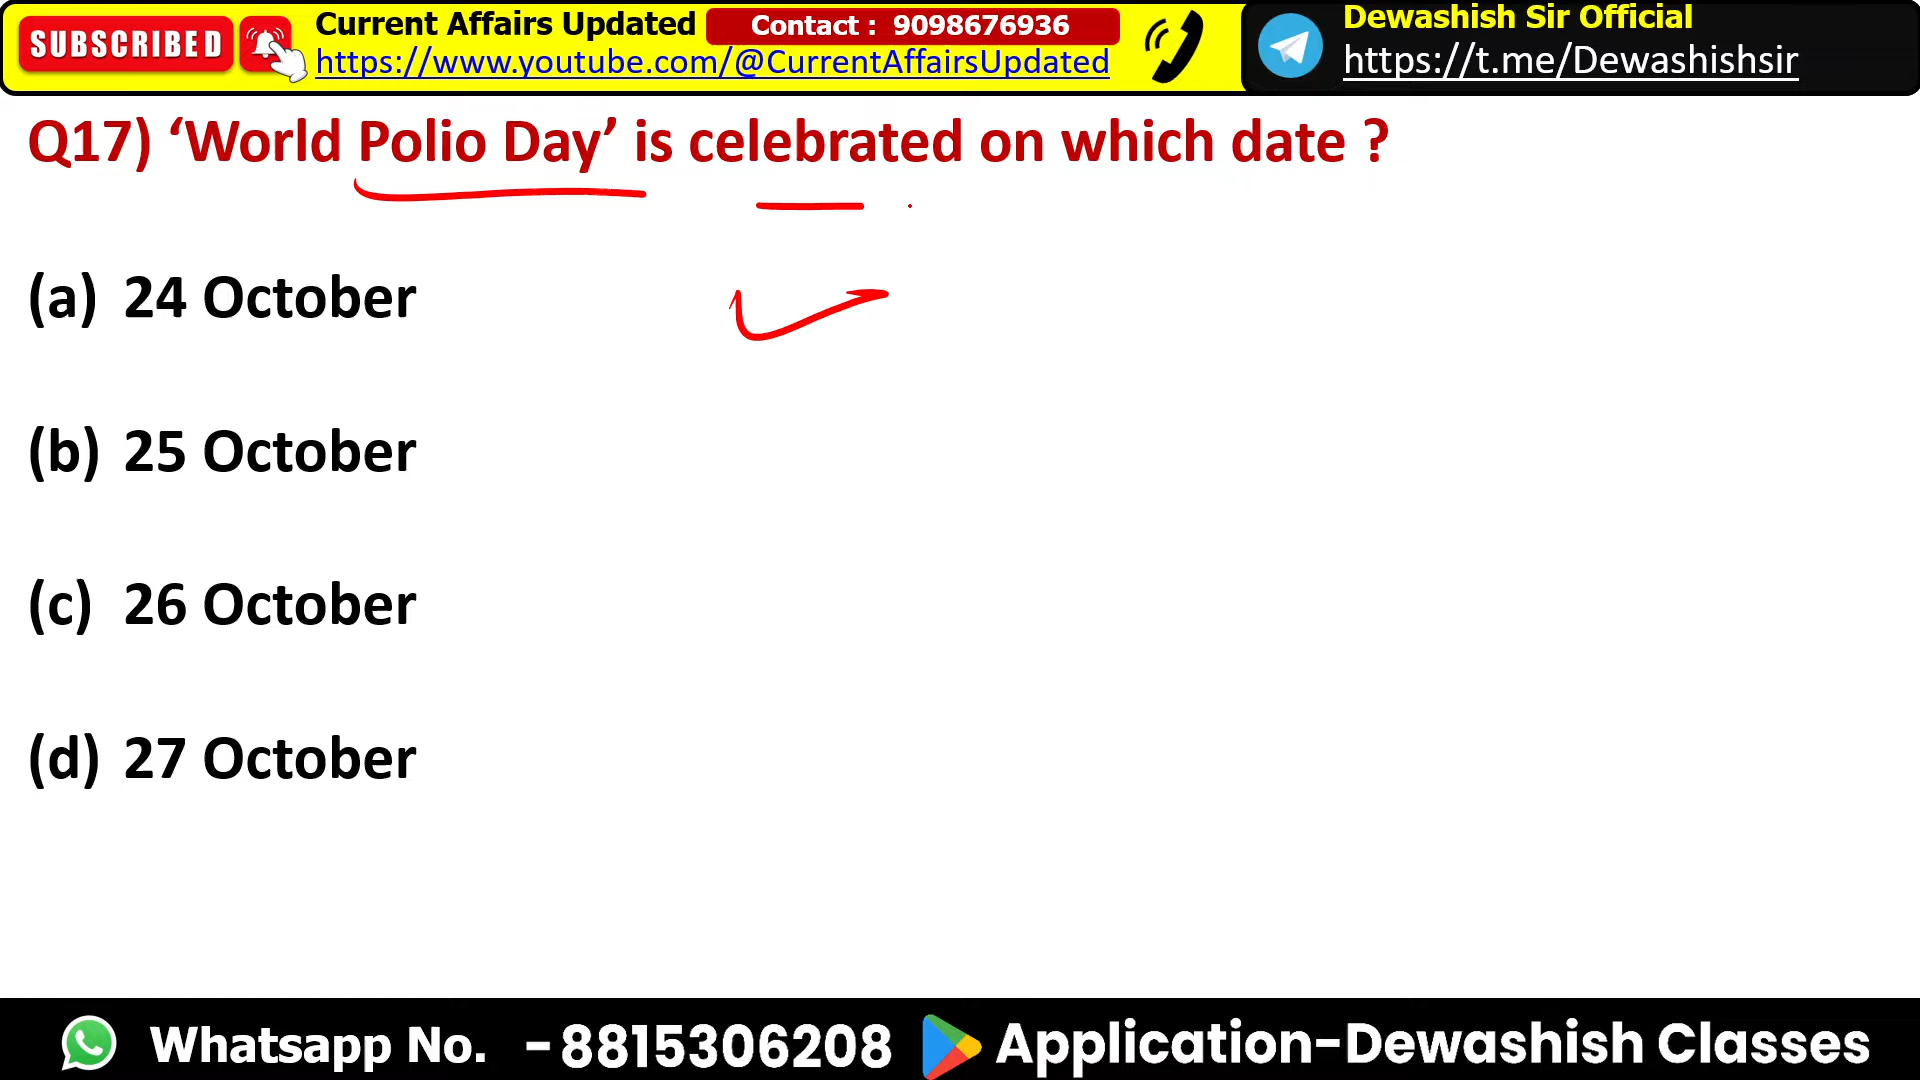 SUBSCRIBED
Current Affairs Updated
Contact : 9098676936
https://www.youtube.com/@CurrentAffairsUpdated
Dewashish Sir Official
https://t.me/Dewashishsir
Q17) ‘World Polio Day’ is celebrated on which date ?
(a) 24 October
(b) 25 October
(c) 26 October
(d) 27 October
Whatsapp No. -8815306208
Application-Dewashish Classes